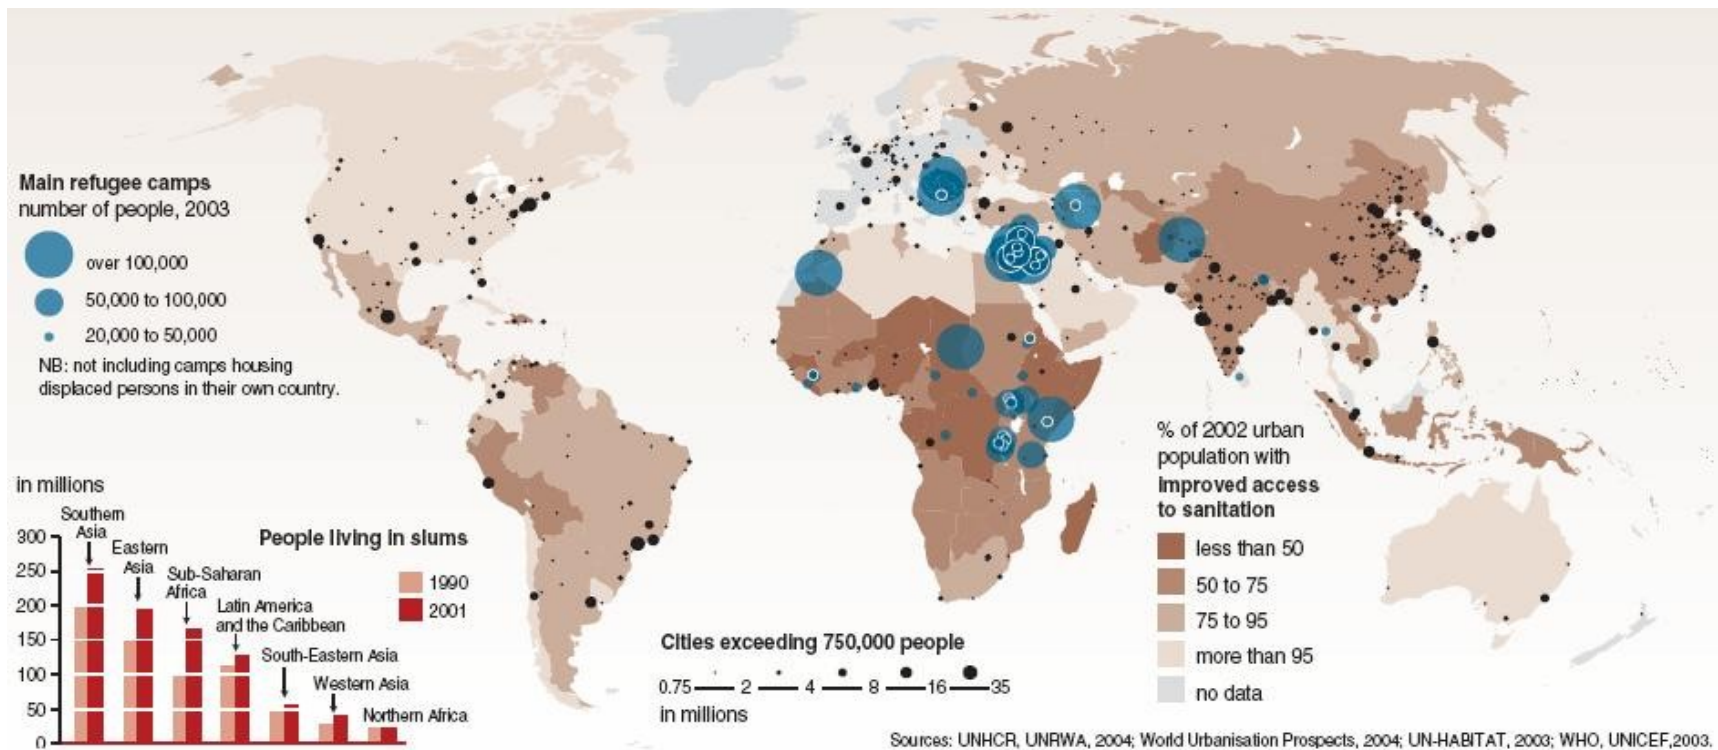 Main refugee camps
number of people, 2003
over 100,000
50,000 to 100,000
20,000 to 50,000
NB: not including camps housing
displaced persons in their own country.
in millions
People living in slums
1990
2001
Southern
Asia
Eastern
Asia
Sub-Saharan
Africa
Latin America
and the Caribbean
South-Eastern Asia
Western Asia
Northern Africa
300
250
200
150
100
50
0
Cities exceeding 750,000 people
0.75 2 4 8 16 35
in millions
% of 2002 urban
population with
improved access
to sanitation
less than 50
50 to 75
75 to 95
more than 95
no data
Sources: UNHCR, UNRWA, 2004; World Urbanisation Prospects, 2004; UN-HABITAT, 2003; WHO, UNICEF,2003.